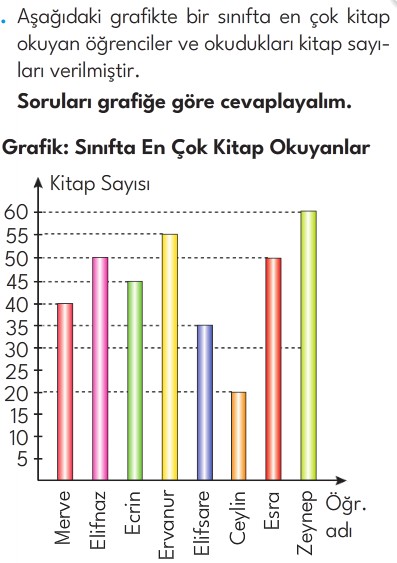 . Aşağıdaki grafikte bir sınıfta en çok kitap
okuyan öğrenciler ve okudukları kitap sayı-
ları verilmiştir.
Soruları grafiğe göre cevaplayalım.
Grafik: Sınıfta En Çok Kitap Okuyanlar
Kitap Sayısı
60
55
50
45
40
35
30
25
20
15
10
5
Merve
Elifnaz
Ecrin
Ervanur
Elifsare
Ceylin
Esra
Zeynep
Öğr.
adı